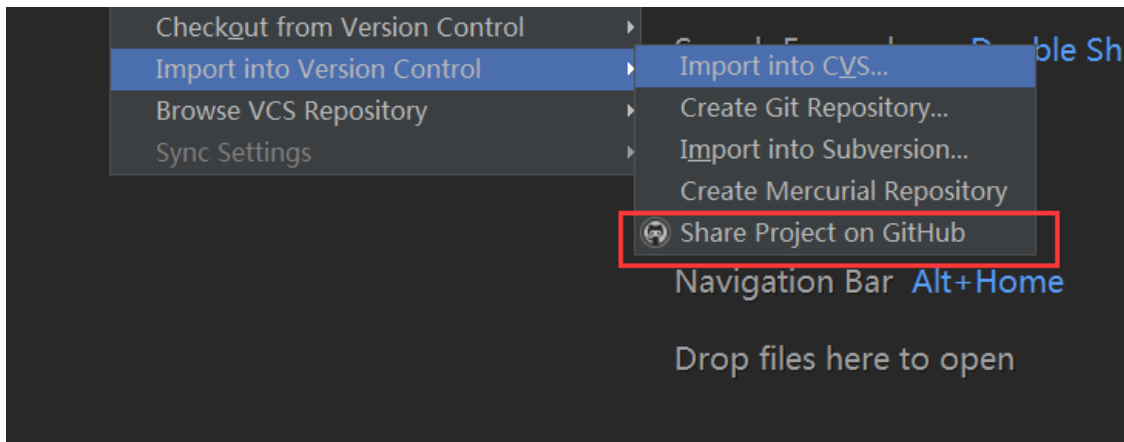 Checkout from Version Control
Import into Version Control
Browse VCS Repository
Sync Settings
Import into CVS...
Create Git Repository...
Import into Subversion...
Create Mercurial Repository
Share Project on GitHub
ble Sh
Navigation Bar Alt+Home
Drop files here to open